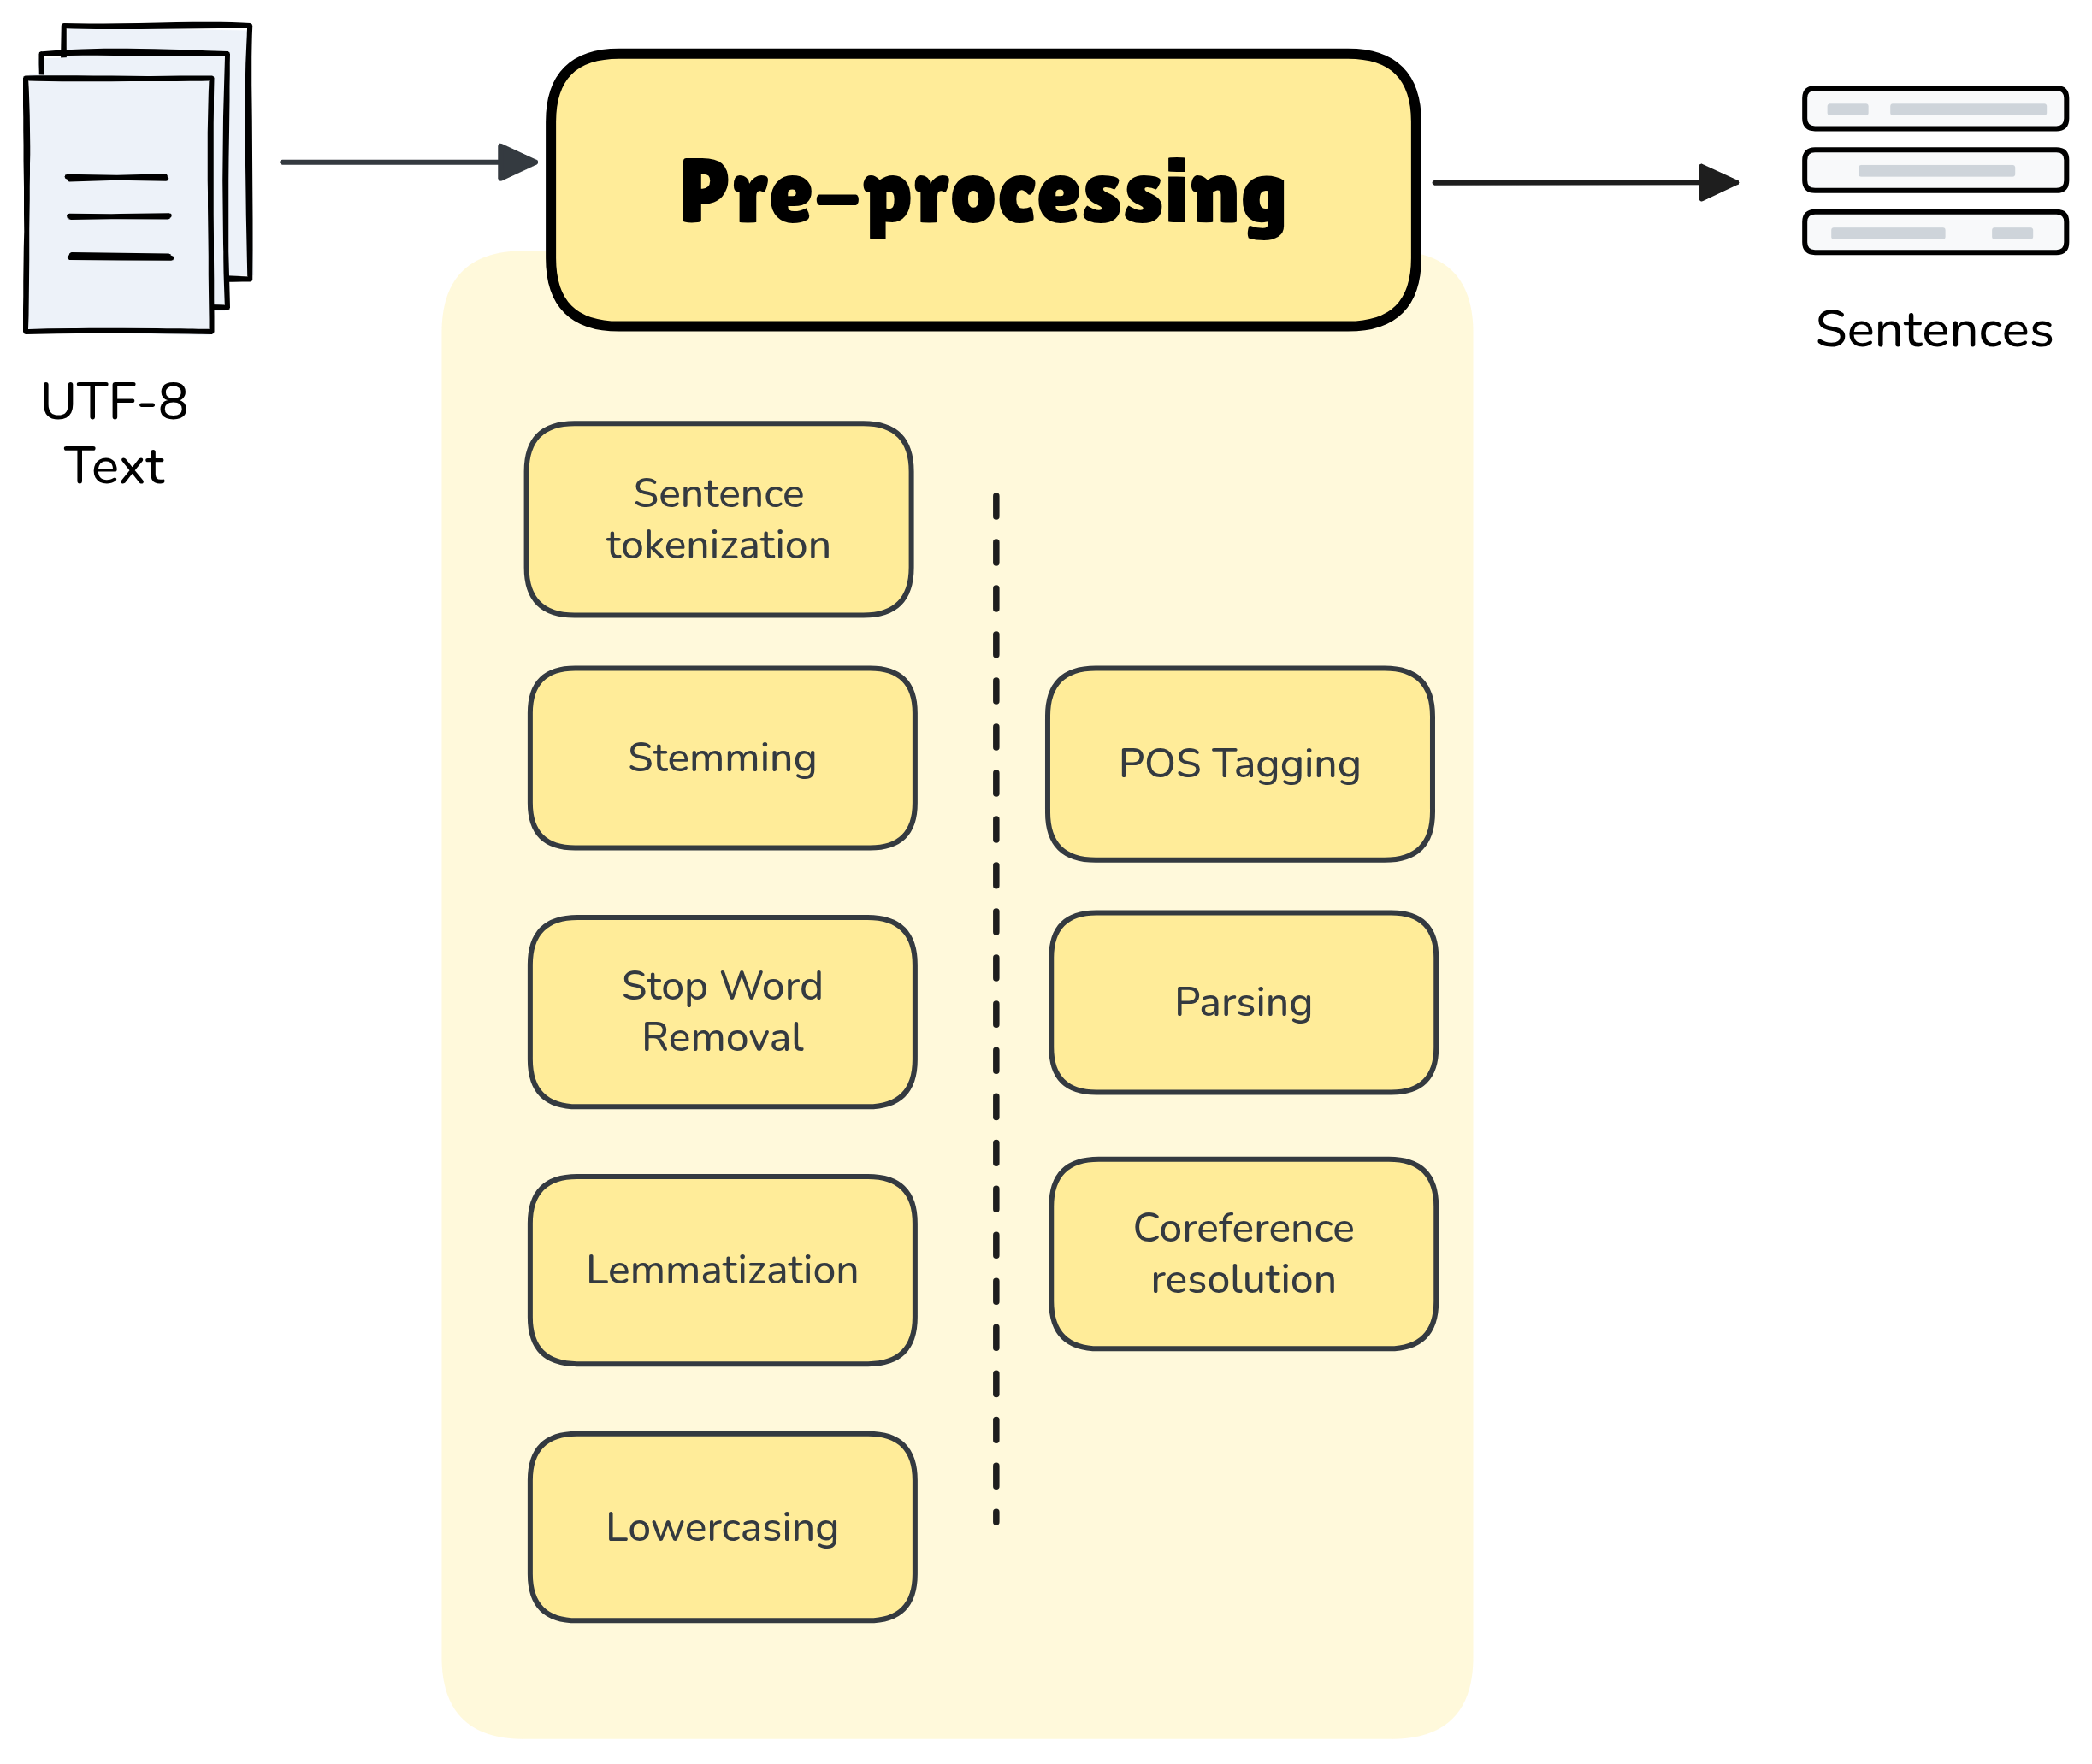 Pre-processing
UTF-8
Text
Sentences
Sentence
tokenization
Stemming
Stop Word
Removal
Lemmatization
Lowercasing
POS Tagging
Parsing
Coreference
resolution